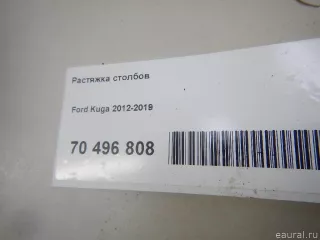 Растяжка столбов
Ford Kuga 2012-2019
70 496 808
eaural.ru